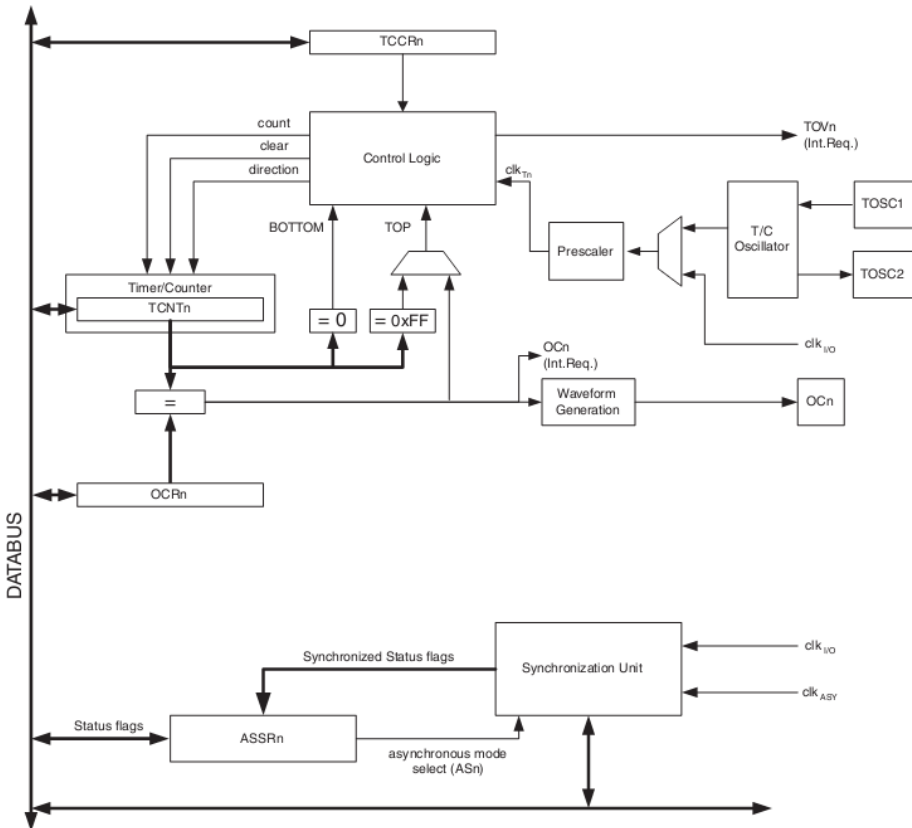 TCCRn
count
clear
direction
Control Logic
TOVn
(Int.Req.)
clkTn
BOTTOM
TOP
Prescaler
T/C
Oscillator
TOSC1
TOSC2
clkI/O
Timer/Counter
TCNTn
= 0
= 0xFF
OCn
(Int.Req.)
=
Waveform
Generation
OCn
OCRn
DATABUS
Synchronized Status flags
Synchronization Unit
clkI/O
clkASY
Status flags
ASSRn
asynchronous mode
select (ASn)